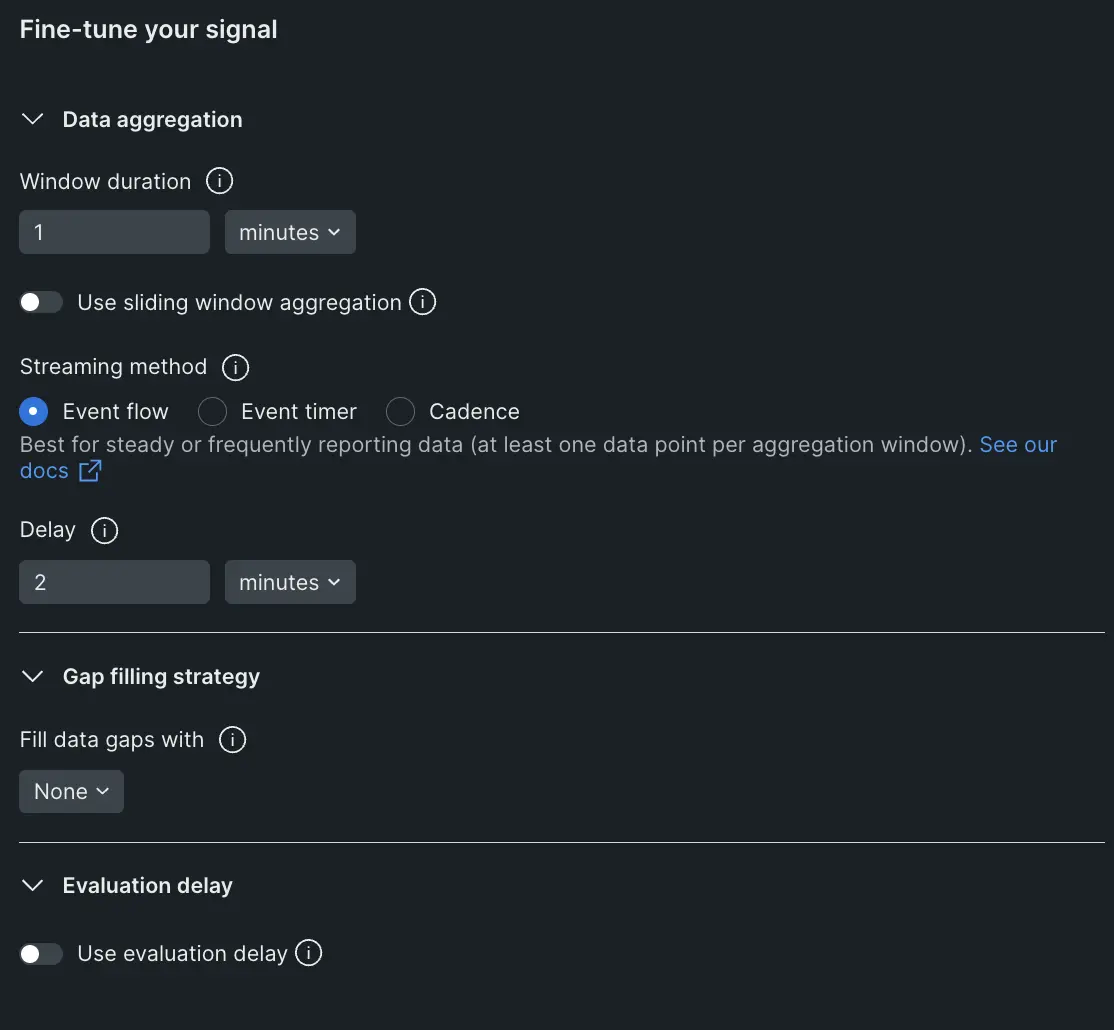 Fine-tune your signal
Data aggregation
Window duration
1 minutes
Use sliding window aggregation
Streaming method
Event flow Event timer Cadence
Best for steady or frequently reporting data (at least one data point per aggregation window). See our
docs
Delay
2 minutes
Gap filling strategy
Fill data gaps with
None
Evaluation delay
Use evaluation delay